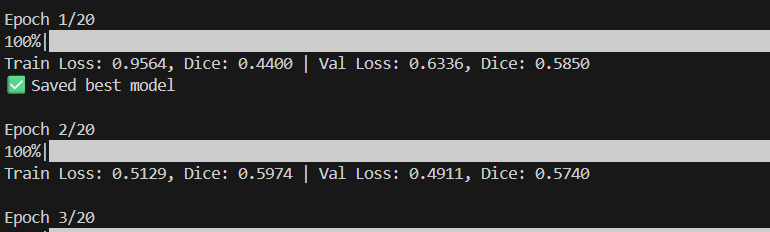 Epoch 1/20
100%|
Train Loss: 0.9564, Dice: 0.4400 | Val Loss: 0.6336, Dice: 0.5850
✅ Saved best model
Epoch 2/20
100%|
Train Loss: 0.5129, Dice: 0.5974 | Val Loss: 0.4911, Dice: 0.5740
Epoch 3/20